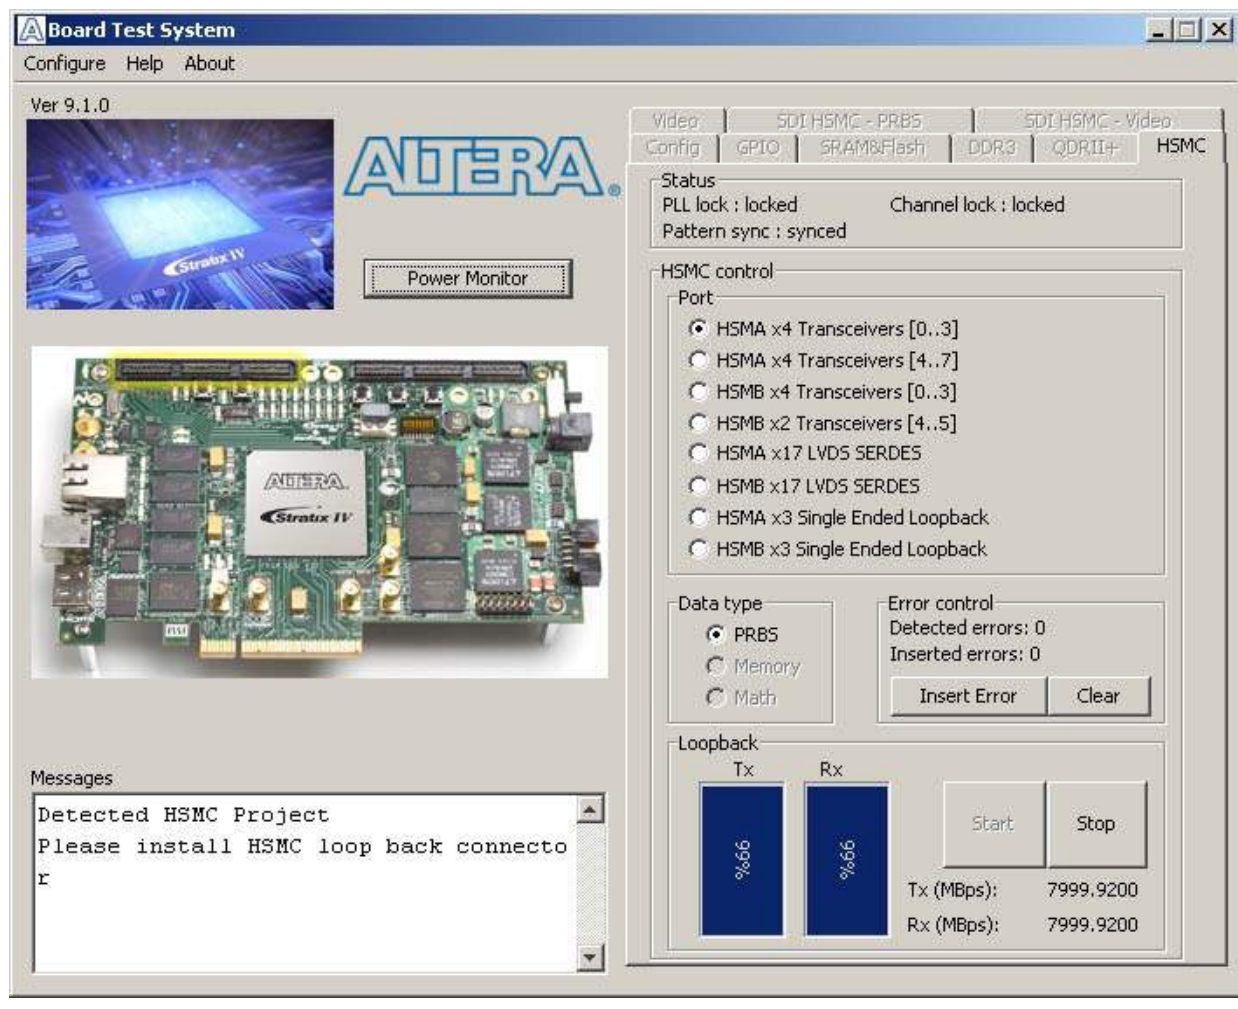 Board Test System
Configure Help About
Ver 9.1.0
Stratix IV
ALTERA®
Power Monitor
ALTERA
Stratix IV
Messages
Detected HSMC Project
Please install HSMC loop back connecto
r
Video SDI HSMC - PRBS SDI HSMC - Video
Config GPIO SRAM&Flash DDR3 QDRII+ HSMC
Status
PLL lock : locked Channel lock : locked
Pattern sync : synced
HSMC control
Port
HSMA x4 Transceivers [0..3]
HSMA x4 Transceivers [4..7]
HSMB x4 Transceivers [0..3]
HSMB x2 Transceivers [4..5]
HSMA x17 LVDS SERDES
HSMB x17 LVDS SERDES
HSMA x3 Single Ended Loopback
HSMB x3 Single Ended Loopback
Data type
PRBS
Memory
Math
Error control
Detected errors: 0
Inserted errors: 0
Insert Error Clear
Loopback
Tx Rx
99% 99%
Start Stop
Tx (MBps): 7999.9200
Rx (MBps): 7999.9200